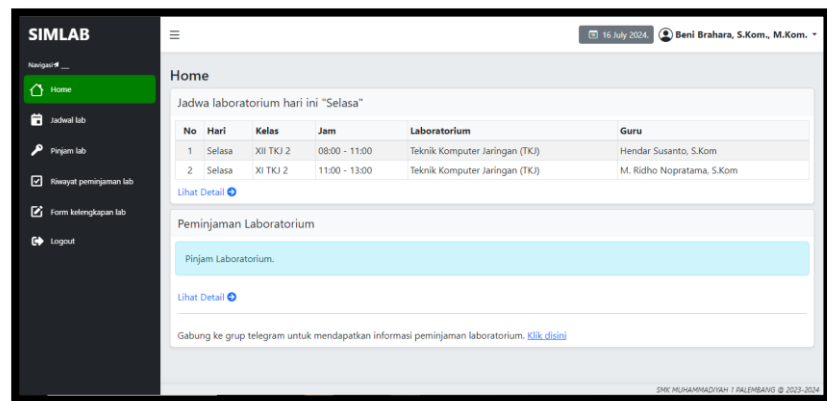 SIMLAB
16 July 2024.
Beni Brahara, S.Kom., M.Kom.
Navigasi
Home
Jadwal lab
Pinjam lab
Riwayat peminjaman lab
Form kelengkapan lab
Logout
Home
Jadwa laboratorium hari ini "Selasa"
No Hari Kelas Jam Laboratorium Guru
1 Selasa XII TKJ 2 08:00 - 11:00 Teknik Komputer Jaringan (TKJ) Hendar Susanto, S.Kom
2 Selasa XI TKJ 2 11:00 - 13:00 Teknik Komputer Jaringan (TKJ) M. Ridho Nopratama, S.Kom
Lihat Detail
Peminjaman Laboratorium
Pinjam Laboratorium.
Lihat Detail
Gabung ke grup telegram untuk mendapatkan informasi peminjaman laboratorium. Klik disini
SMK MUHAMMADIYAH 1 PALEMBANG @ 2023-2024